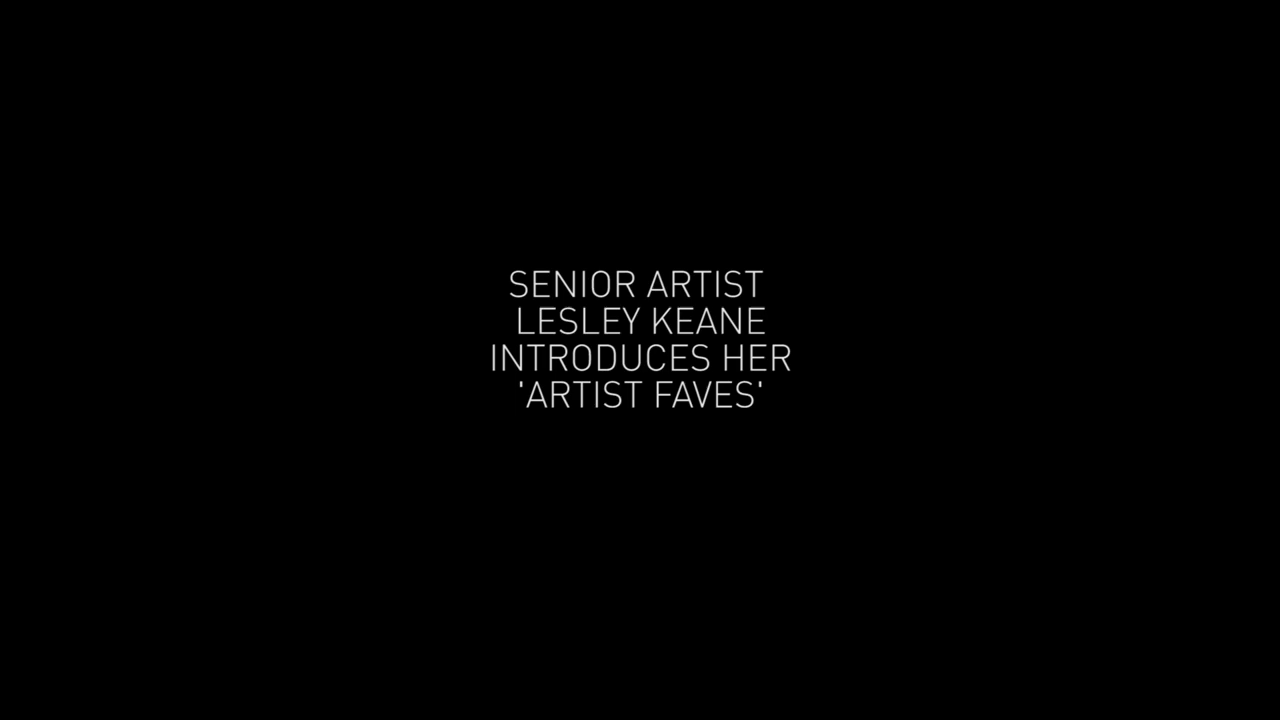 SENIOR ARTIST
LESLEY KEANE
INTRODUCES HER
'ARTIST FAVES'